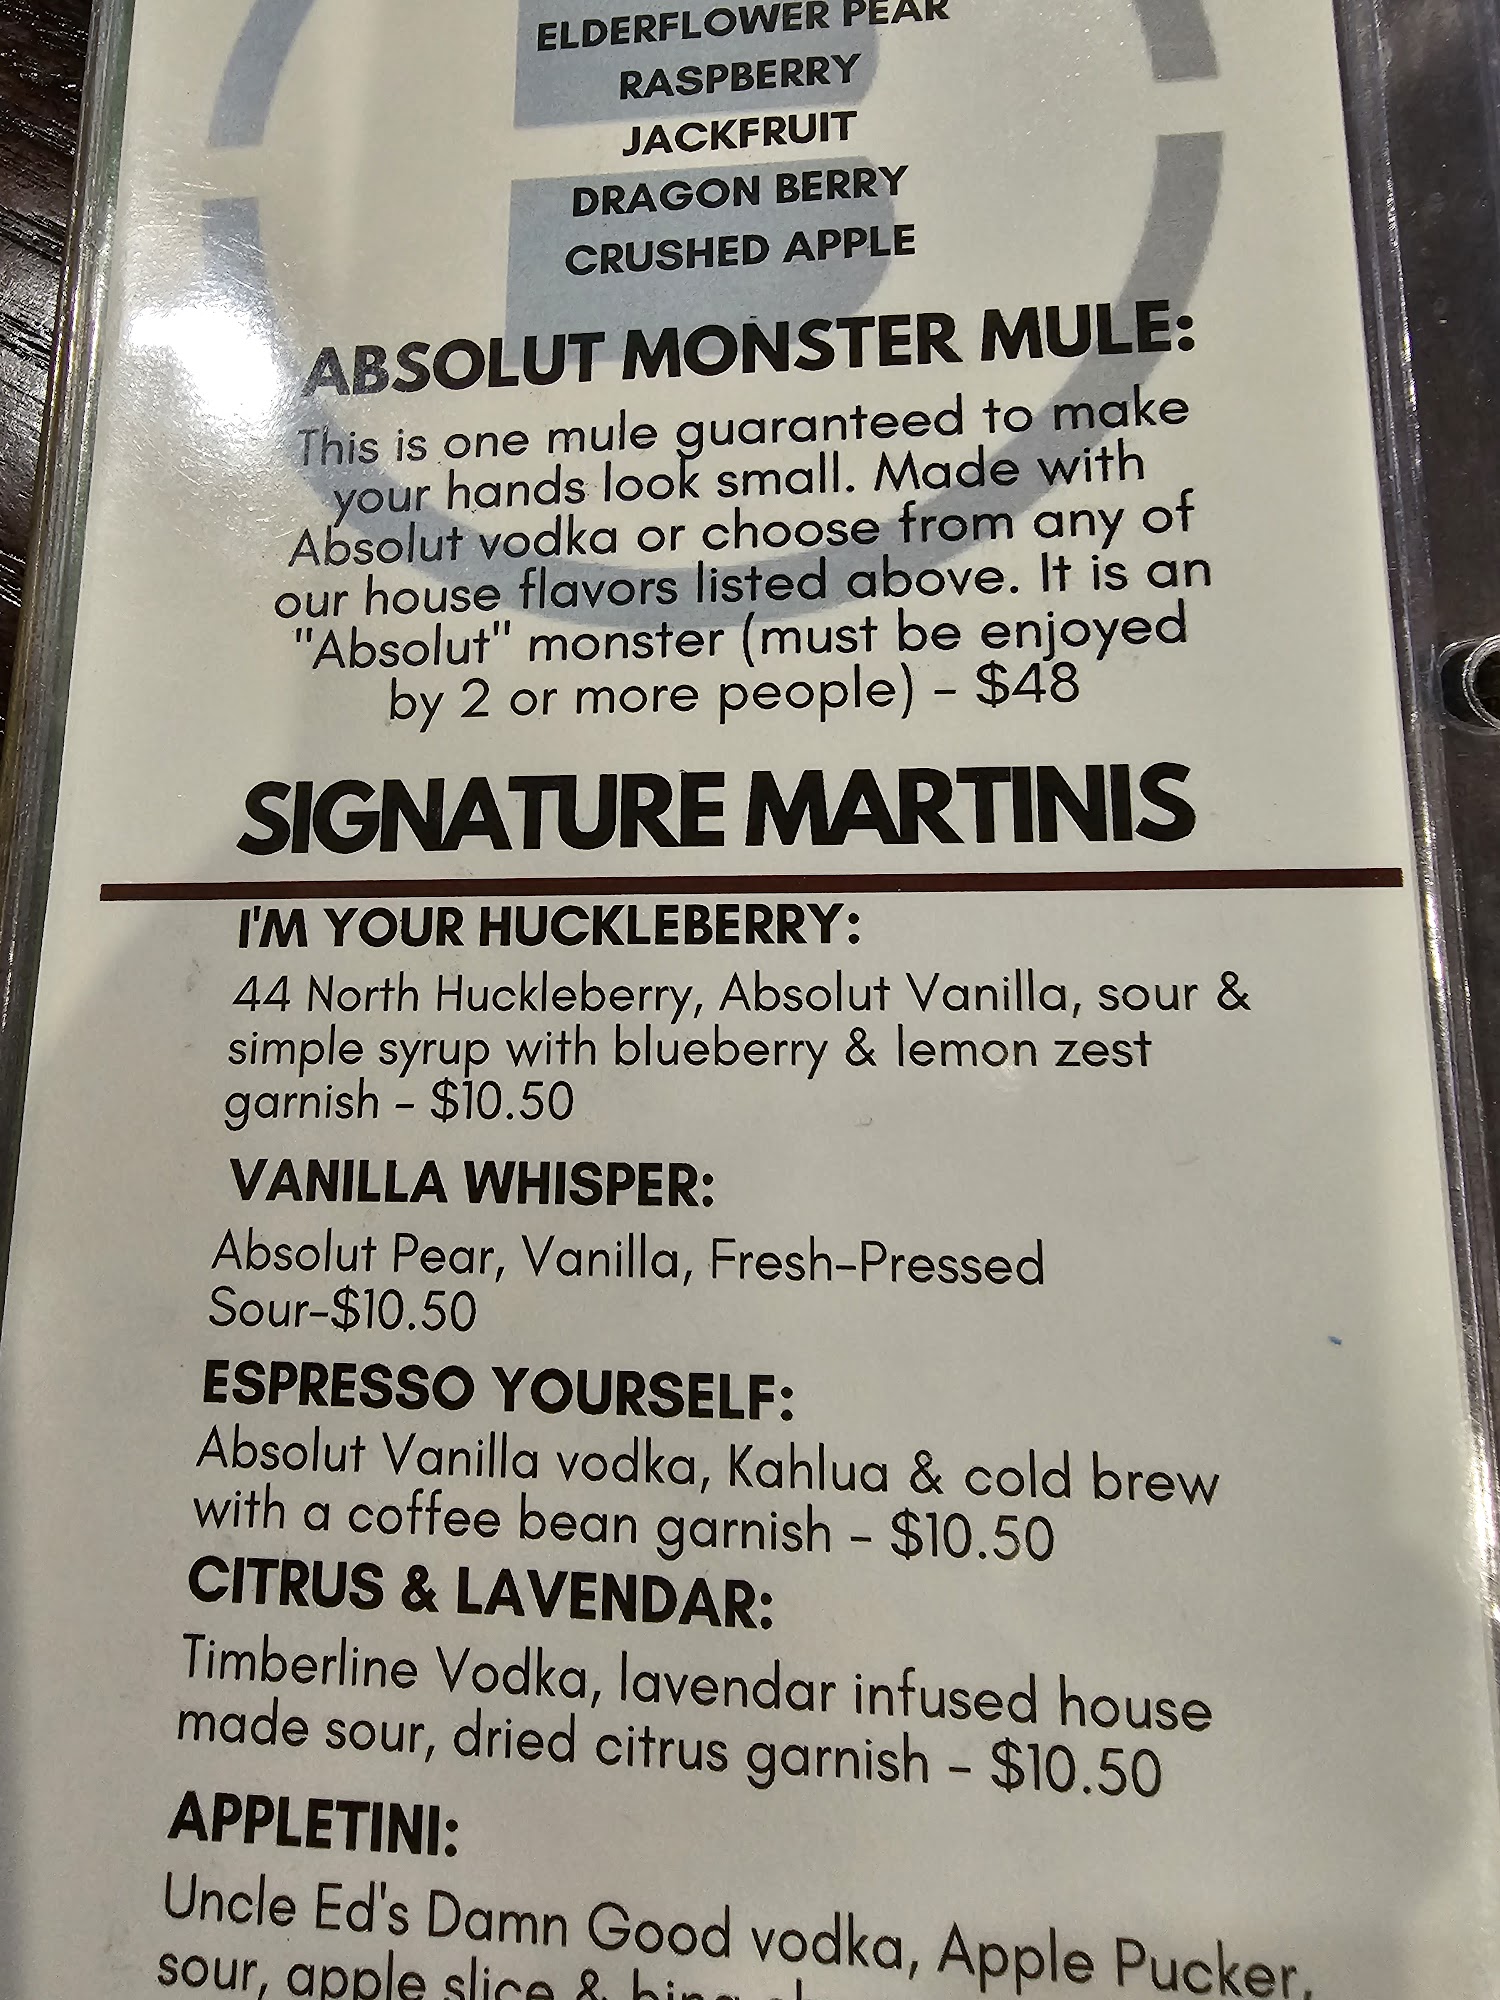 ELDERFLOWER PEAR
RASPBERRY
JACKFRUIT
DRAGON BERRY
CRUSHED APPLE
ABSOLUT MONSTER MULE:
This is one mule guaranteed to make
your hands look small. Made with
Absolut vodka or choose from any of
our house flavors listed above. It is an
"Absolut" monster (must be enjoyed
by 2 or more people) - $48
SIGNATURE MARTINIS
I'M YOUR HUCKLEBERRY:
44 North Huckleberry, Absolut Vanilla, sour &
simple syrup with blueberry & lemon zest
garnish - $10.50
VANILLA WHISPER:
Absolut Pear, Vanilla, Fresh-Pressed
Sour-$10.50
ESPRESSO YOURSELF:
Absolut Vanilla vodka, Kahlua & cold brew
with a coffee bean garnish - $10.50
CITRUS & LAVENDAR:
Timberline Vodka, lavendar infused house
made sour, dried citrus garnish - $10.50
APPLETINI:
Uncle Ed's Damn Good vodka, Apple Pucker,
sour, apple slice &